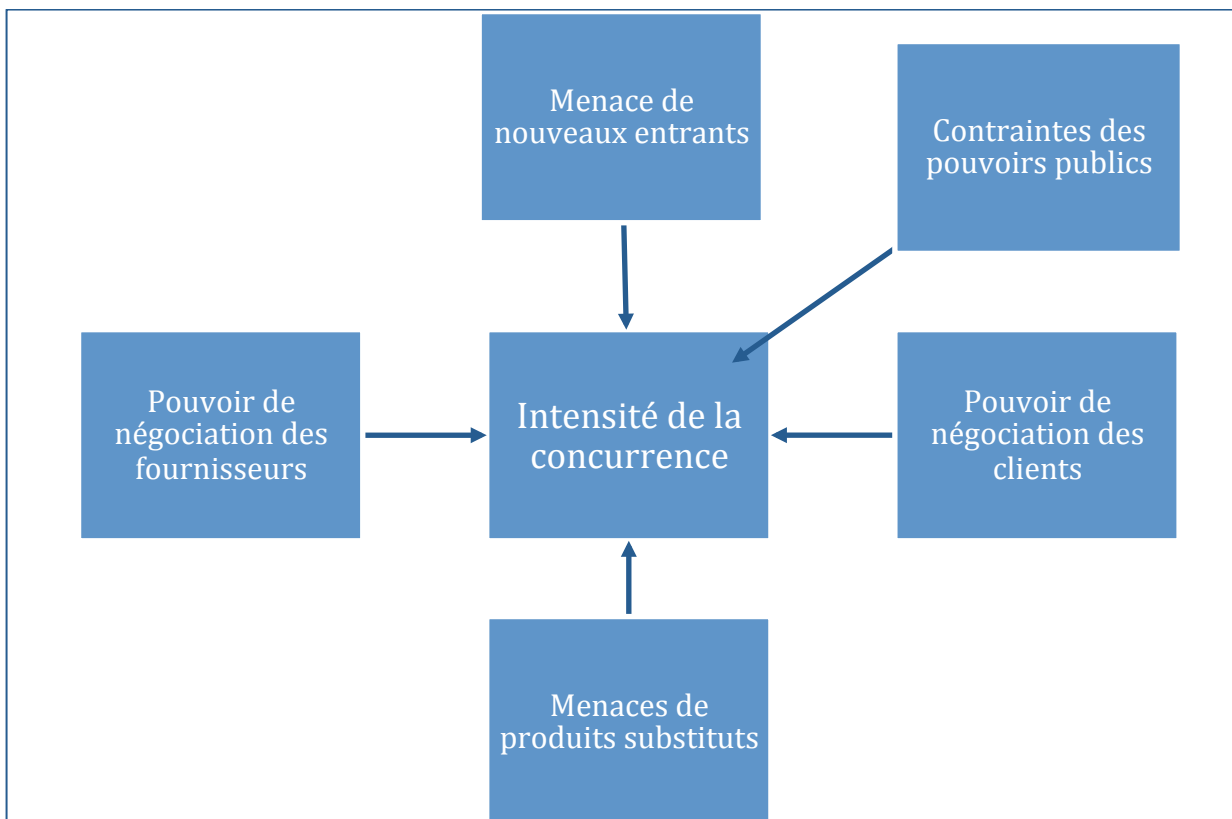 Menace de
nouveaux entrants
Contraintes des
pouvoirs publics
Pouvoir de
négociation des
fournisseurs
Intensité de la
concurrence
Pouvoir de
négociation des
clients
Menaces de
produits substituts